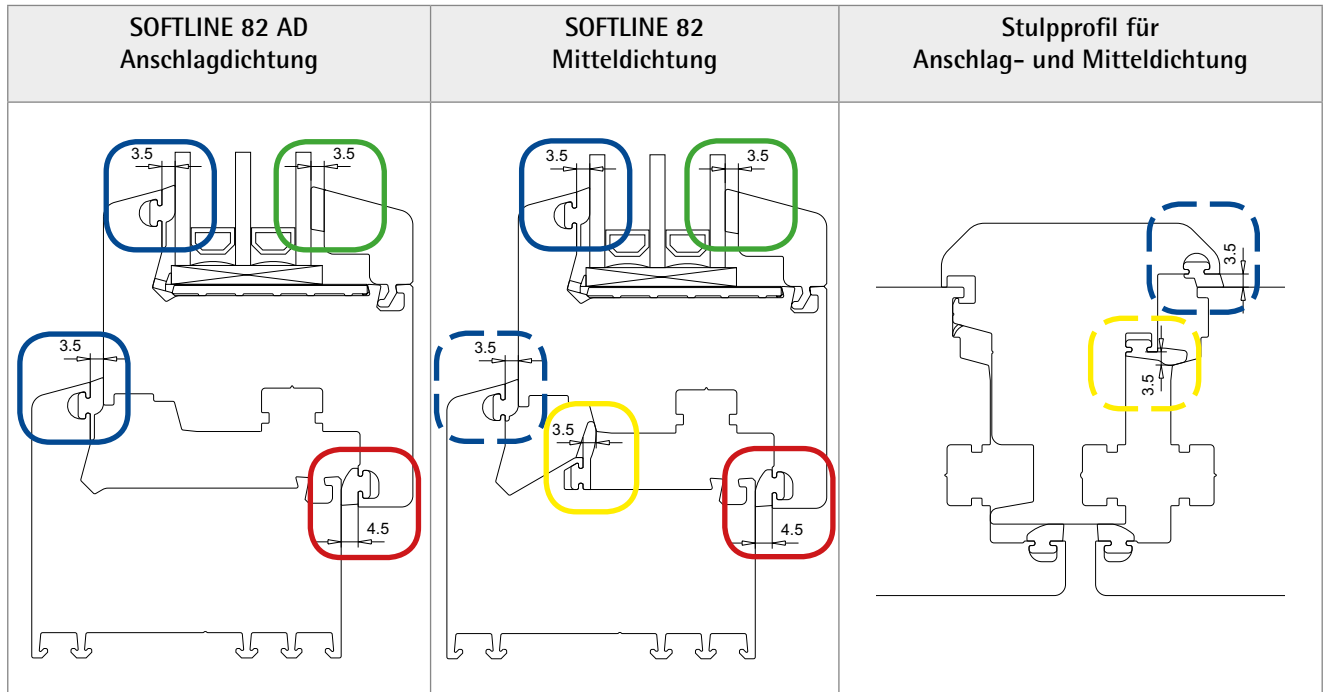 SOFTLINE 82 AD
Anschlagdichtung
SOFTLINE 82
Mitteldichtung
Stulpprofil für
Anschlag- und Mitteldichtung
3.5
3.5
3.5
4.5
3.5
3.5
3.5
3.5
4.5
3.5
3.5